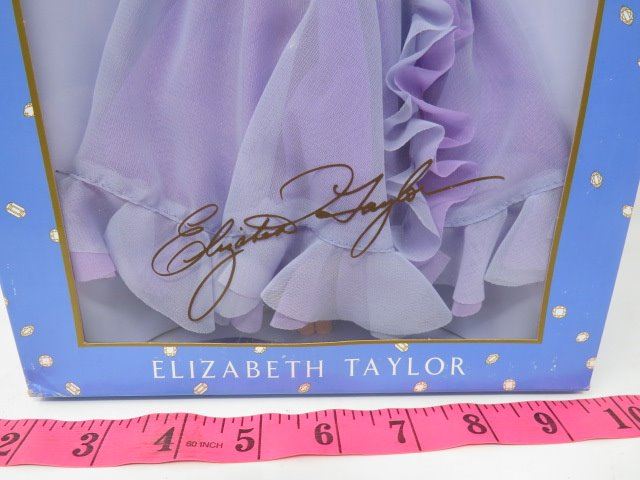 Elizabeth Taylor
ELIZABETH TAYLOR
2 3 4 60-INCH 5 6 7 8 9 10